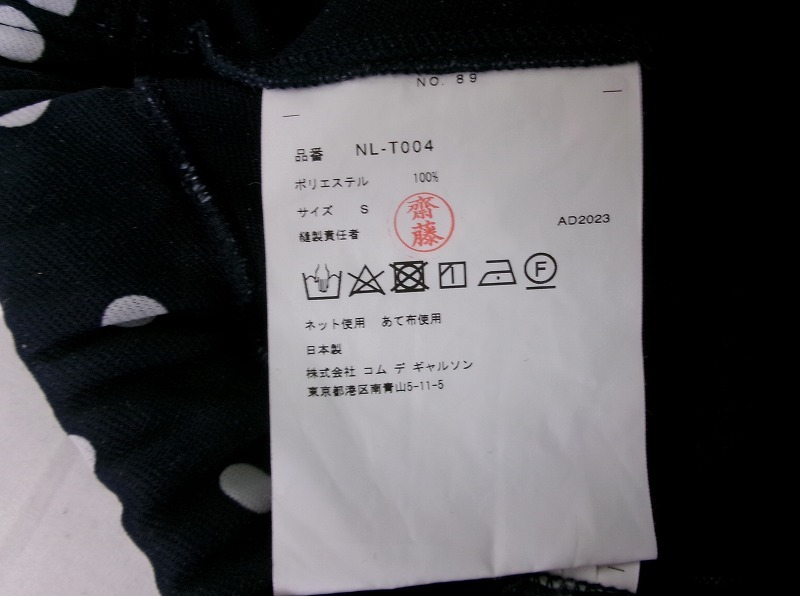 NO. 89
品番 NL-T004
ポリエステル 100%
サイズ S
縫製責任者 齋藤
AD2023
F
ネット使用 あて布使用
日本製
株式会社 コム デ ギャルソン
東京都港区南青山5-11-5